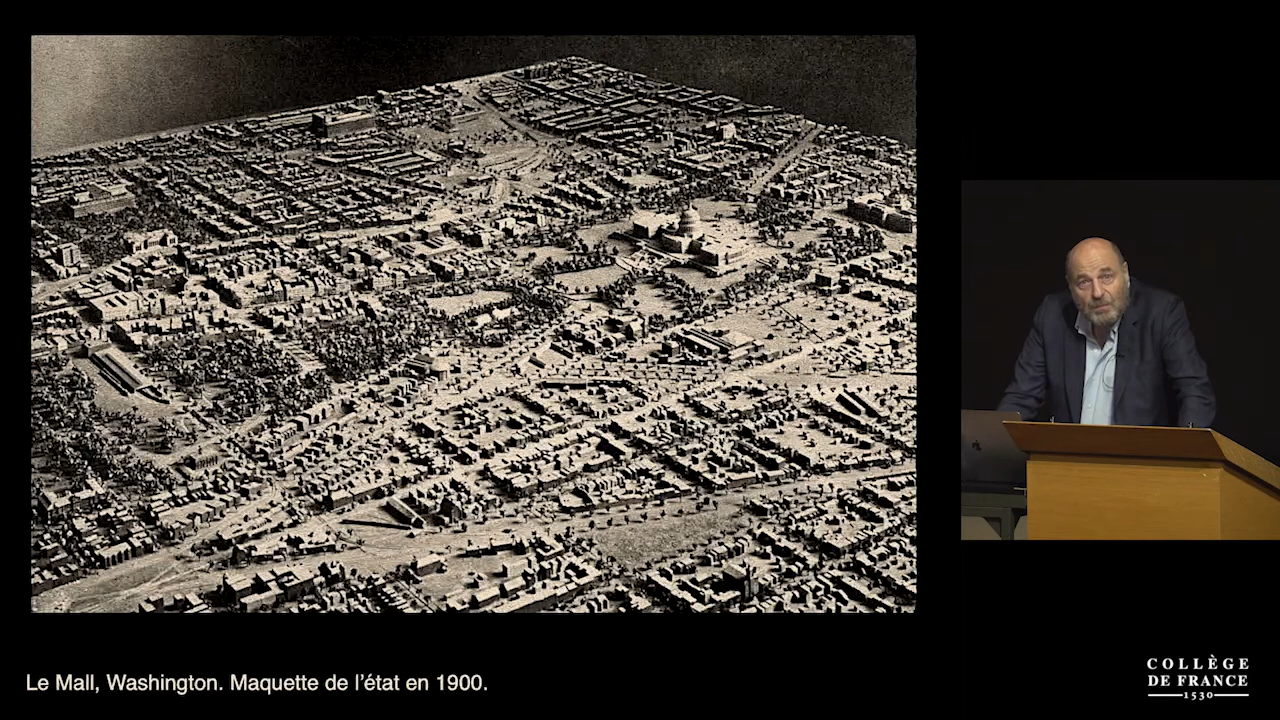 Le Mall, Washington. Maquette de l’état en 1900.
COLLÈGE
DE FRANCE
1530